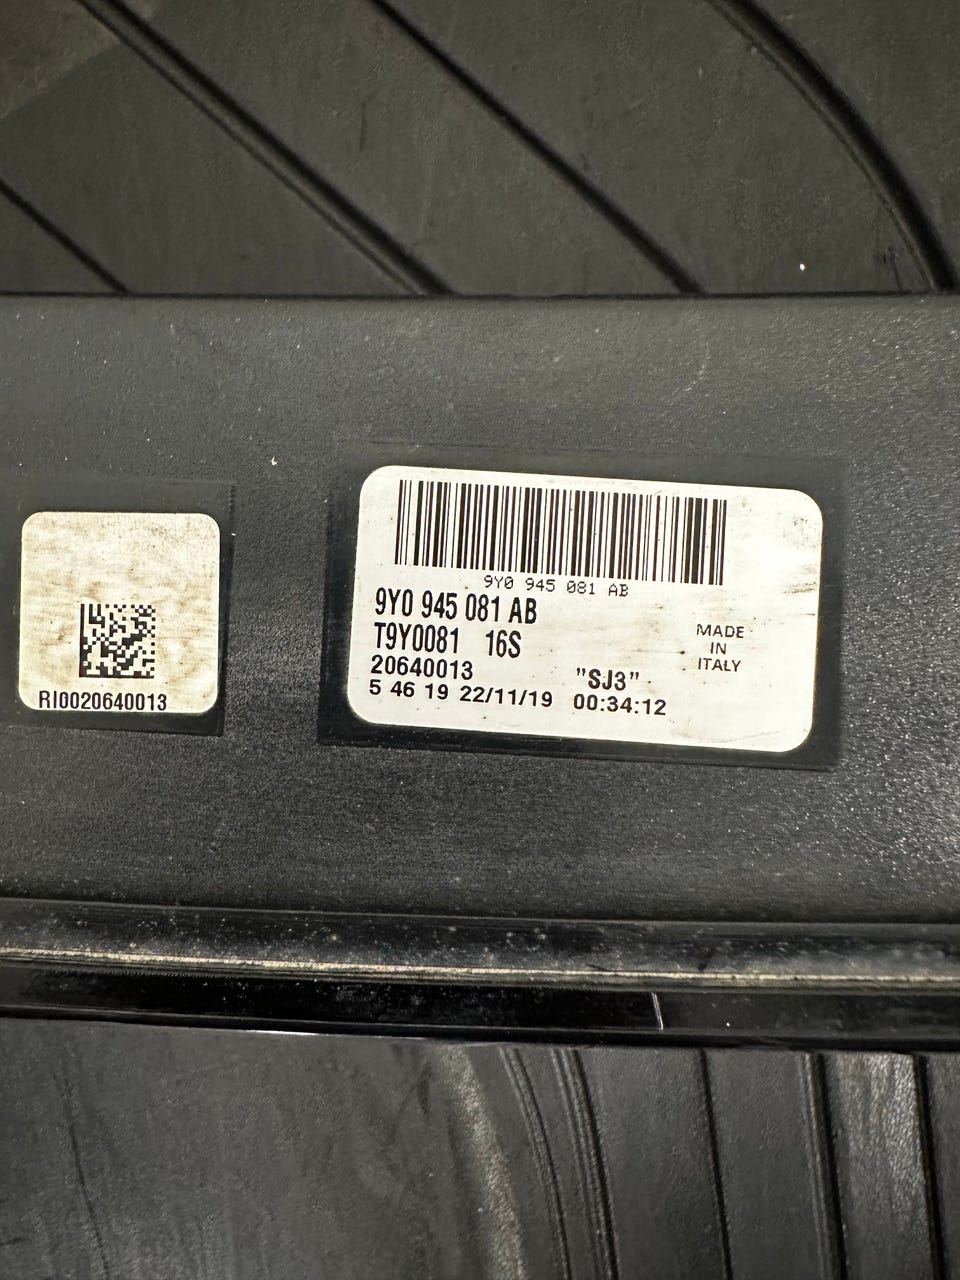 9Y0 945 081 AB
9Y0 945 081 AB
T9Y0081 16S
20640013 "SJ3"
5 46 19 22/11/19 00:34:12
MADE
IN
ITALY
RI0020640013